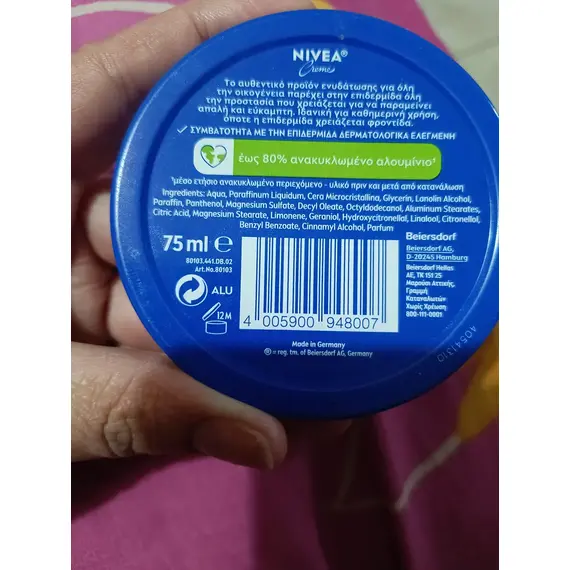 NIVEA®
Creme
Το αυθεντικό προϊόν ενυδάτωσης για όλη
την οικογένεια παρέχει στην επιδερμίδα όλη
την προστασία που χρειάζεται για να παραμείνει
απαλή και εύκαμπτη. Ιδανική για καθημερινή χρήση,
όποτε η επιδερμίδα χρειάζεται φροντίδα.
✓ ΣΥΜΒΑΤΟΤΗΤΑ ΜΕ ΤΗΝ ΕΠΙΔΕΡΜΙΔΑ ΔΕΡΜΑΤΟΛΟΓΙΚΑ ΕΛΕΓΜΕΝΗ
έως 80% ανακυκλωμένο αλουμίνιο¹
¹μέσο ετήσιο ανακυκλωμένο περιεχόμενο - υλικό πριν και μετά από κατανάλωση
Ingredients: Aqua, Paraffinum Liquidum, Cera Microcristallina, Glycerin, Lanolin Alcohol,
Paraffin, Panthenol, Magnesium Sulfate, Decyl Oleate, Octyldodecanol, Aluminum Stearates,
Citric Acid, Magnesium Stearate, Limonene, Geraniol, Hydroxycitronellal, Linalool, Citronellol,
Benzyl Benzoate, Cinnamyl Alcohol, Parfum
75 ml ℮
80103.441.08.02
Art.No.80103
ALU
12M
Beiersdorf
Beiersdorf AG,
D-20245 Hamburg
Beiersdorf Hellas
AE, ΤΚ 151 25
Μαρούσι Αττικής,
Γραμμή
Καταναλωτών
Χωρίς Χρέωση
800-111-0001
4 005900 948007
Made in Germany
® = reg. tm. of Beiersdorf AG, Germany
A0541310